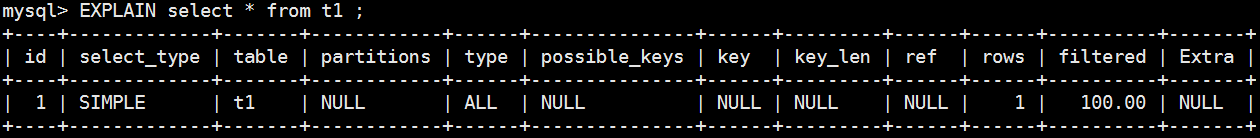 mysql> EXPLAIN select * from t1 ;
+----+-------------+-------+------------+------+---------------+------+---------+------+------+----------+-------+
| id | select_type | table | partitions | type | possible_keys | key  | key_len | ref  | rows | filtered | Extra |
+----+-------------+-------+------------+------+---------------+------+---------+------+------+----------+-------+
|  1 | SIMPLE      | t1    | NULL       | ALL  | NULL          | NULL | NULL    | NULL |    1 |   100.00 | NULL  |
+----+-------------+-------+------------+------+---------------+------+---------+------+------+----------+-------+